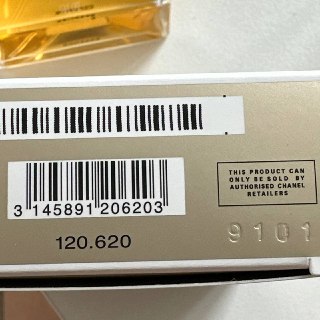 THIS PRODUCT CAN
ONLY BE SOLD BY
AUTHORISED CHANEL
RETAILERS
3 145891 206203
120.620
9101